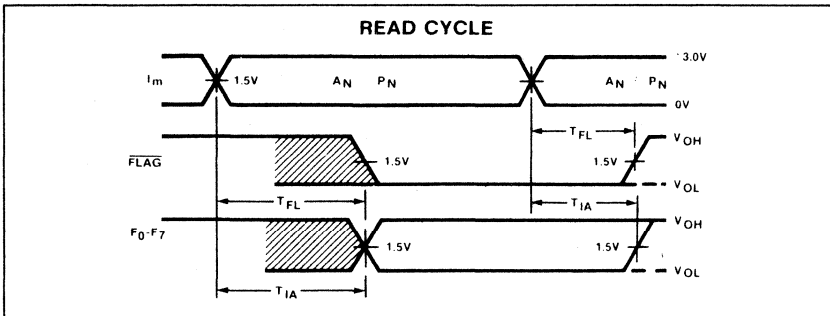 READ CYCLE
Im 1.5V AN PN AN PN 3.0V
0V
TFL
FLAG 1.5V 1.5V VOH
VOL
TFL TIA
F0-F7 1.5V 1.5V VOH
VOL
TIA